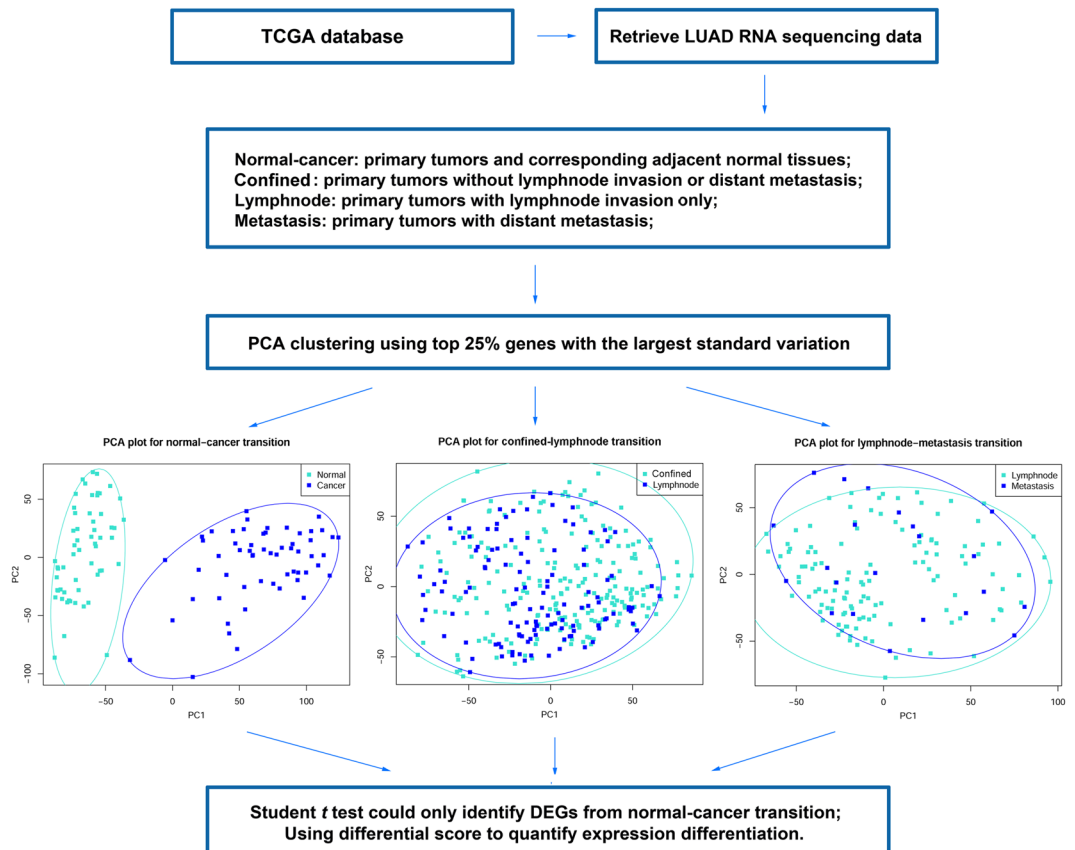 TCGA database
Retrieve LUAD RNA sequencing data
Normal-cancer: primary tumors and corresponding adjacent normal tissues;
Confined : primary tumors without lymphnode invasion or distant metastasis;
Lymphnode: primary tumors with lymphnode invasion only;
Metastasis: primary tumors with distant metastasis;
PCA clustering using top 25% genes with the largest standard variation
PCA plot for normal−cancer transition
Normal
Cancer
PC2
50
0
−50
−100
−50
0
50
100
PC1
PCA plot for confined-lymphnode transition
Confined
Lymphnode
PC2
50
0
−50
−50
0
50
PC1
PCA plot for lymphnode−metastasis transition
Lymphnode
Metastasis
PC2
50
0
−50
−50
0
50
100
PC1
Student t test could only identify DEGs from normal-cancer transition;
Using differential score to quantify expression differentiation.